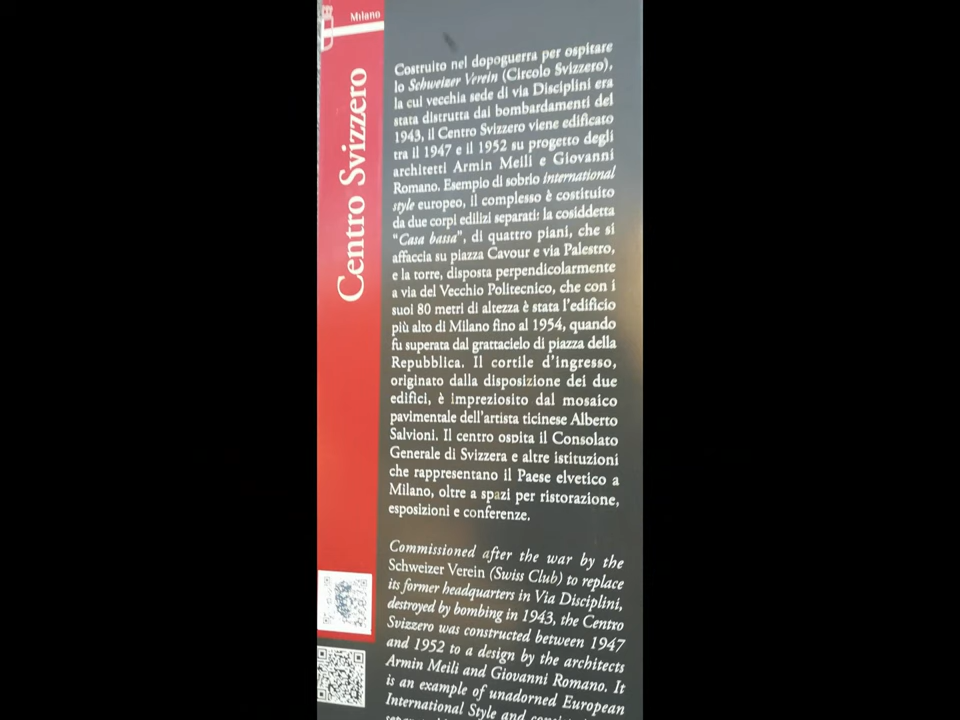 Milano
Centro Svizzero
Costruito nel dopoguerra per ospitare
lo Schweizer Verein (Circolo Svizzero),
la cui vecchia sede di via Disciplini era
stata distrutta dai bombardamenti del
1943, il Centro Svizzero viene edificato
tra il 1947 e il 1952 su progetto degli
architetti Armin Meili e Giovanni
Romano. Esempio di sobrio international
style europeo, il complesso è costituito
da due corpi edilizi separati: la cosiddetta
“Casa bassa”, di quattro piani, che si
affaccia su piazza Cavour e via Palestro,
e la torre, disposta perpendicolarmente
a via del Vecchio Politecnico, che con i
suoi 80 metri di altezza è stata l’edificio
più alto di Milano fino al 1954, quando
fu superata dal grattacielo di piazza della
Repubblica. Il cortile d’ingresso,
originato dalla disposizione dei due
edifici, è impreziosito dal mosaico
pavimentale dell’artista ticinese Alberto
Salvioni. Il centro ospita il Consolato
Generale di Svizzera e altre istituzioni
che rappresentano il Paese elvetico a
Milano, oltre a spazi per ristorazione,
esposizioni e conferenze.
Commissioned after the war by the
Schweizer Verein (Swiss Club) to replace
its former headquarters in Via Disciplini,
destroyed by bombing in 1943, the Centro
Svizzero was constructed between 1947
and 1952 to a design by the architects
Armin Meili and Giovanni Romano. It
is an example of unadorned European
International Style and